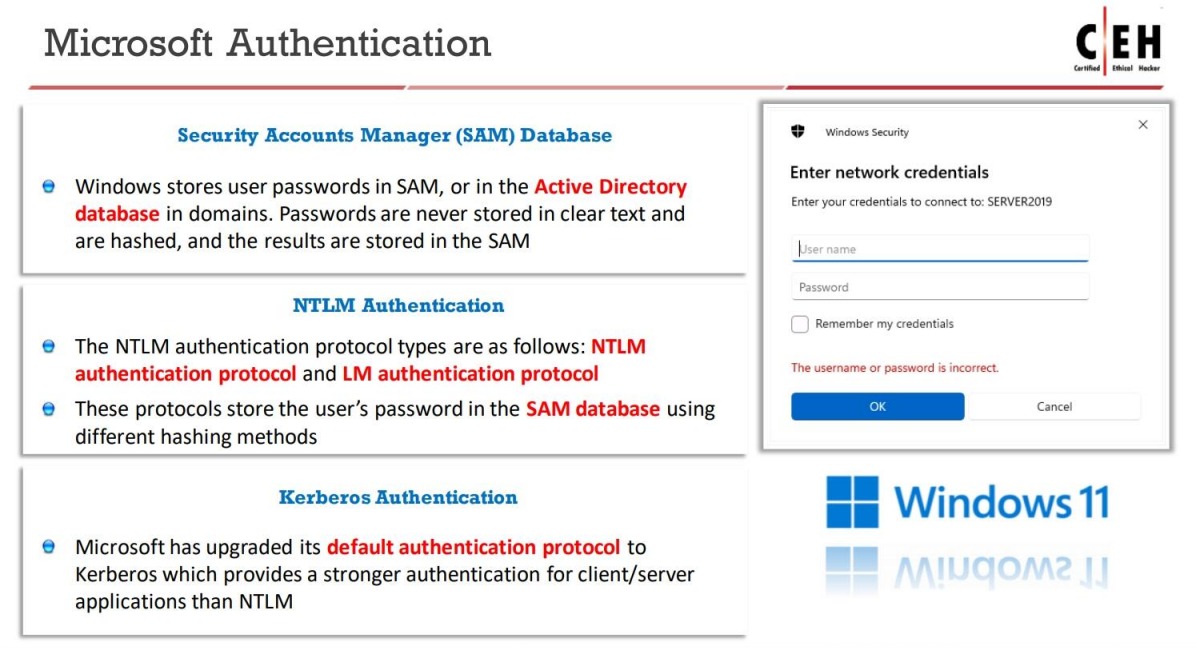 Microsoft Authentication
C|EH
Certified Ethical Hacker
Security Accounts Manager (SAM) Database
Windows stores user passwords in SAM, or in the Active Directory
database in domains. Passwords are never stored in clear text and
are hashed, and the results are stored in the SAM
NTLM Authentication
The NTLM authentication protocol types are as follows: NTLM
authentication protocol and LM authentication protocol
These protocols store the user’s password in the SAM database using
different hashing methods
Kerberos Authentication
Microsoft has upgraded its default authentication protocol to
Kerberos which provides a stronger authentication for client/server
applications than NTLM
Windows Security
Enter network credentials
Enter your credentials to connect to: SERVER2019
User name
Password
Remember my credentials
The username or password is incorrect.
OK
Cancel
Windows 11